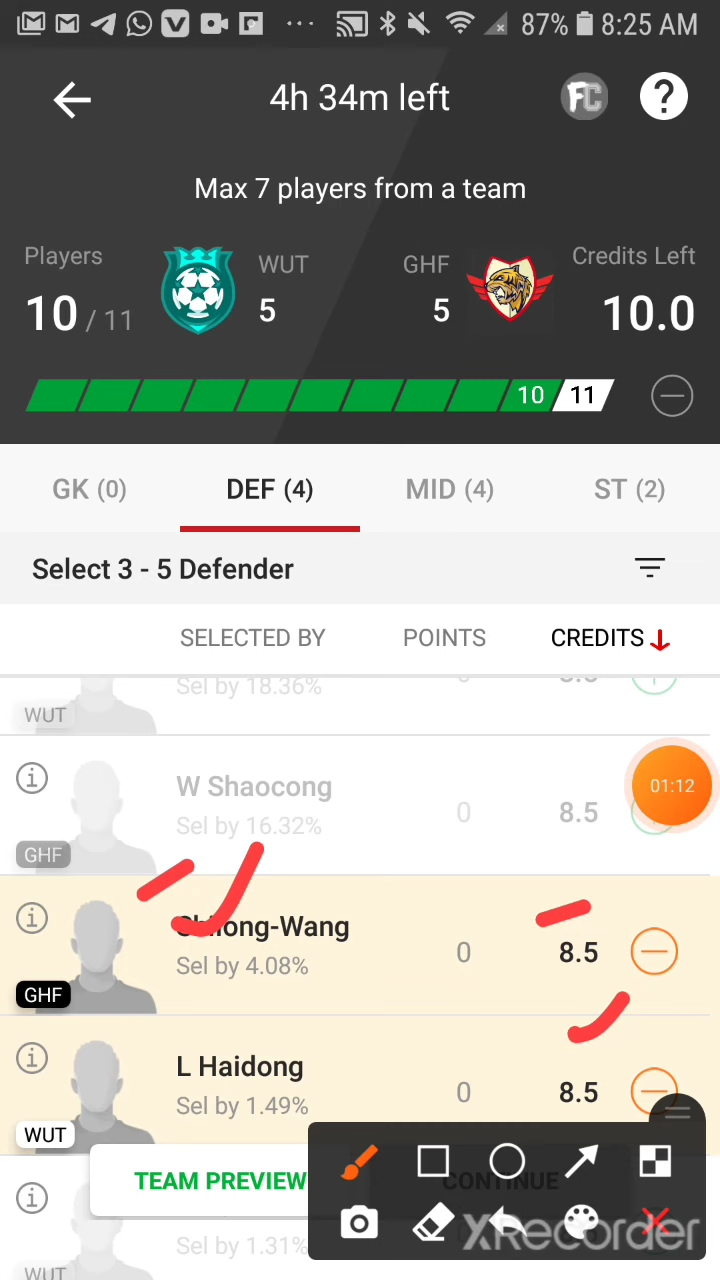 87% 8:25 AM
4h 34m left
FC ?
Max 7 players from a team
Players WUT GHF Credits Left
10 / 11 5 5 10.0
10 11
GK (0) DEF (4) MID (4) ST (2)
Select 3 - 5 Defender
SELECTED BY POINTS CREDITS
Sel by 18.36% 0 8.5
WUT
W Shaocong
01:12
Sel by 16.32% 0 8.5
GHF
-Wang
Sel by 4.08% 0 8.5
GHF
L Haidong
Sel by 1.49% 0 8.5
WUT
TEAM PREVIEW CONTINUE
XRecorder
Sel by 1.31%
WUT